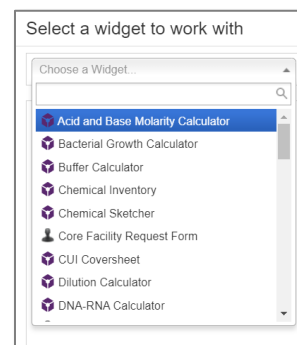 Select a widget to work with
Choose a Widget...
Acid and Base Molarity Calculator
Bacterial Growth Calculator
Buffer Calculator
Chemical Inventory
Chemical Sketcher
Core Facility Request Form
CUI Coversheet
Dilution Calculator
DNA-RNA Calculator